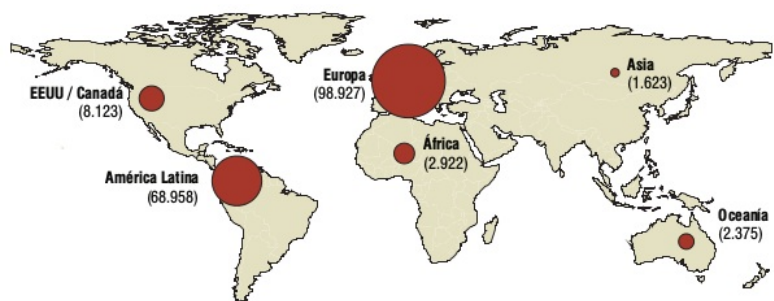 EEUU / Canadá
(8.123)
América Latina
(68.958)
Europa
(98.927)
África
(2.922)
Asia
(1.623)
Oceanía
(2.375)